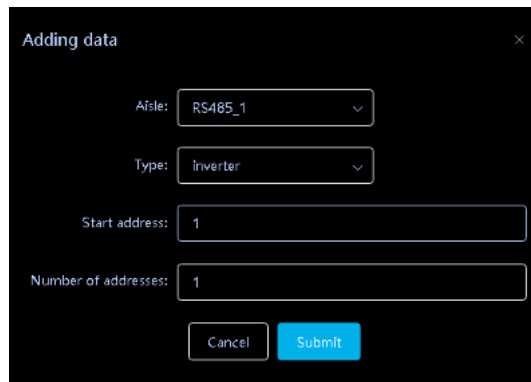 Adding data ×
Aisle: RS485_1
Type: inverter
Start address: 1
Number of addresses: 1
Cancel Submit